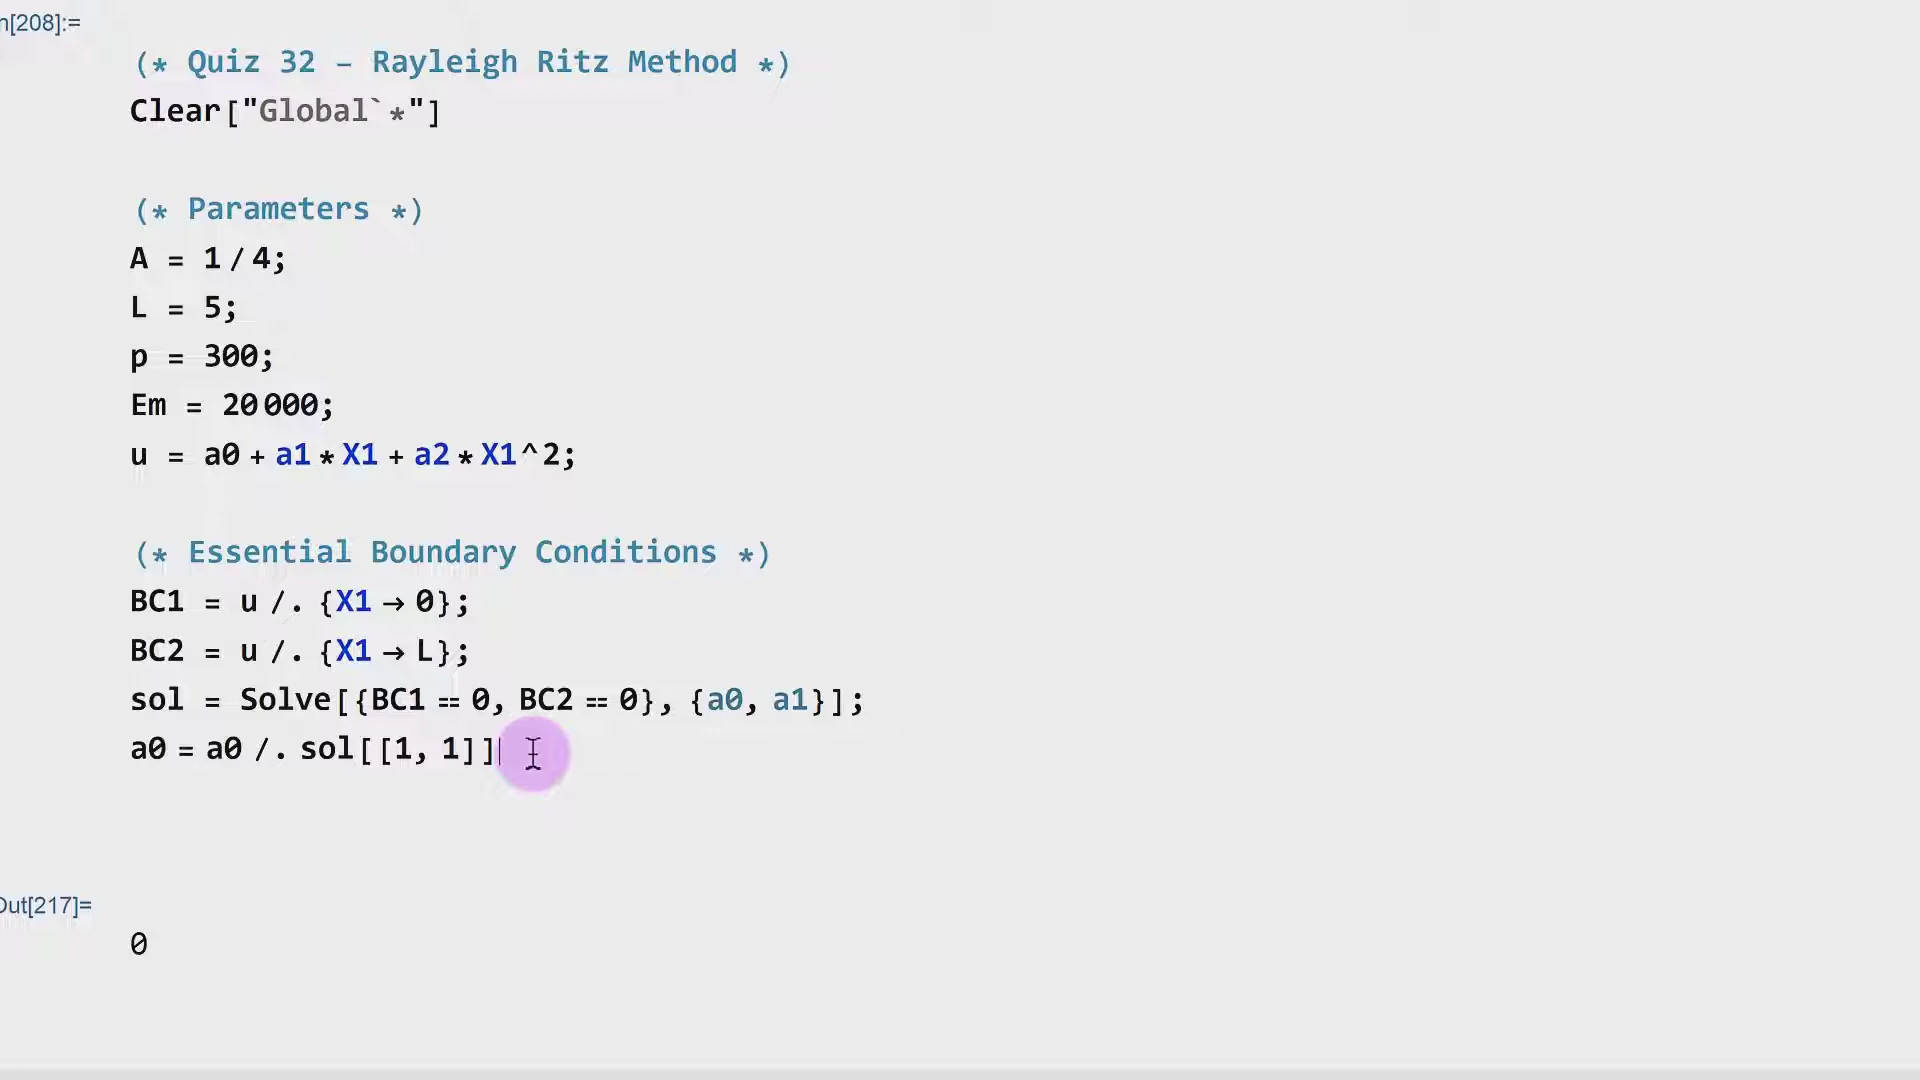 n[208]:=
(* Quiz 32 – Rayleigh Ritz Method *)
Clear["Global`*"]
(* Parameters *)
A = 1/4;
L = 5;
p = 300;
Em = 20000;
u = a0 + a1*X1 + a2*X1^2;
(* Essential Boundary Conditions *)
BC1 = u /. {X1 → 0};
BC2 = u /. {X1 → L};
sol = Solve[{BC1 == 0, BC2 == 0}, {a0, a1}];
a0 = a0 /. sol[[1, 1]]
Out[217]=
0